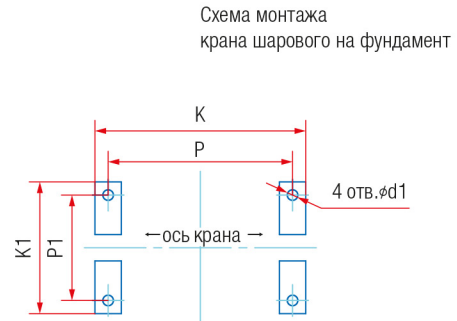 Схема монтажа
крана шарового на фундамент
K
P
4 отв.⌀d1
K1
P1
←ось крана→